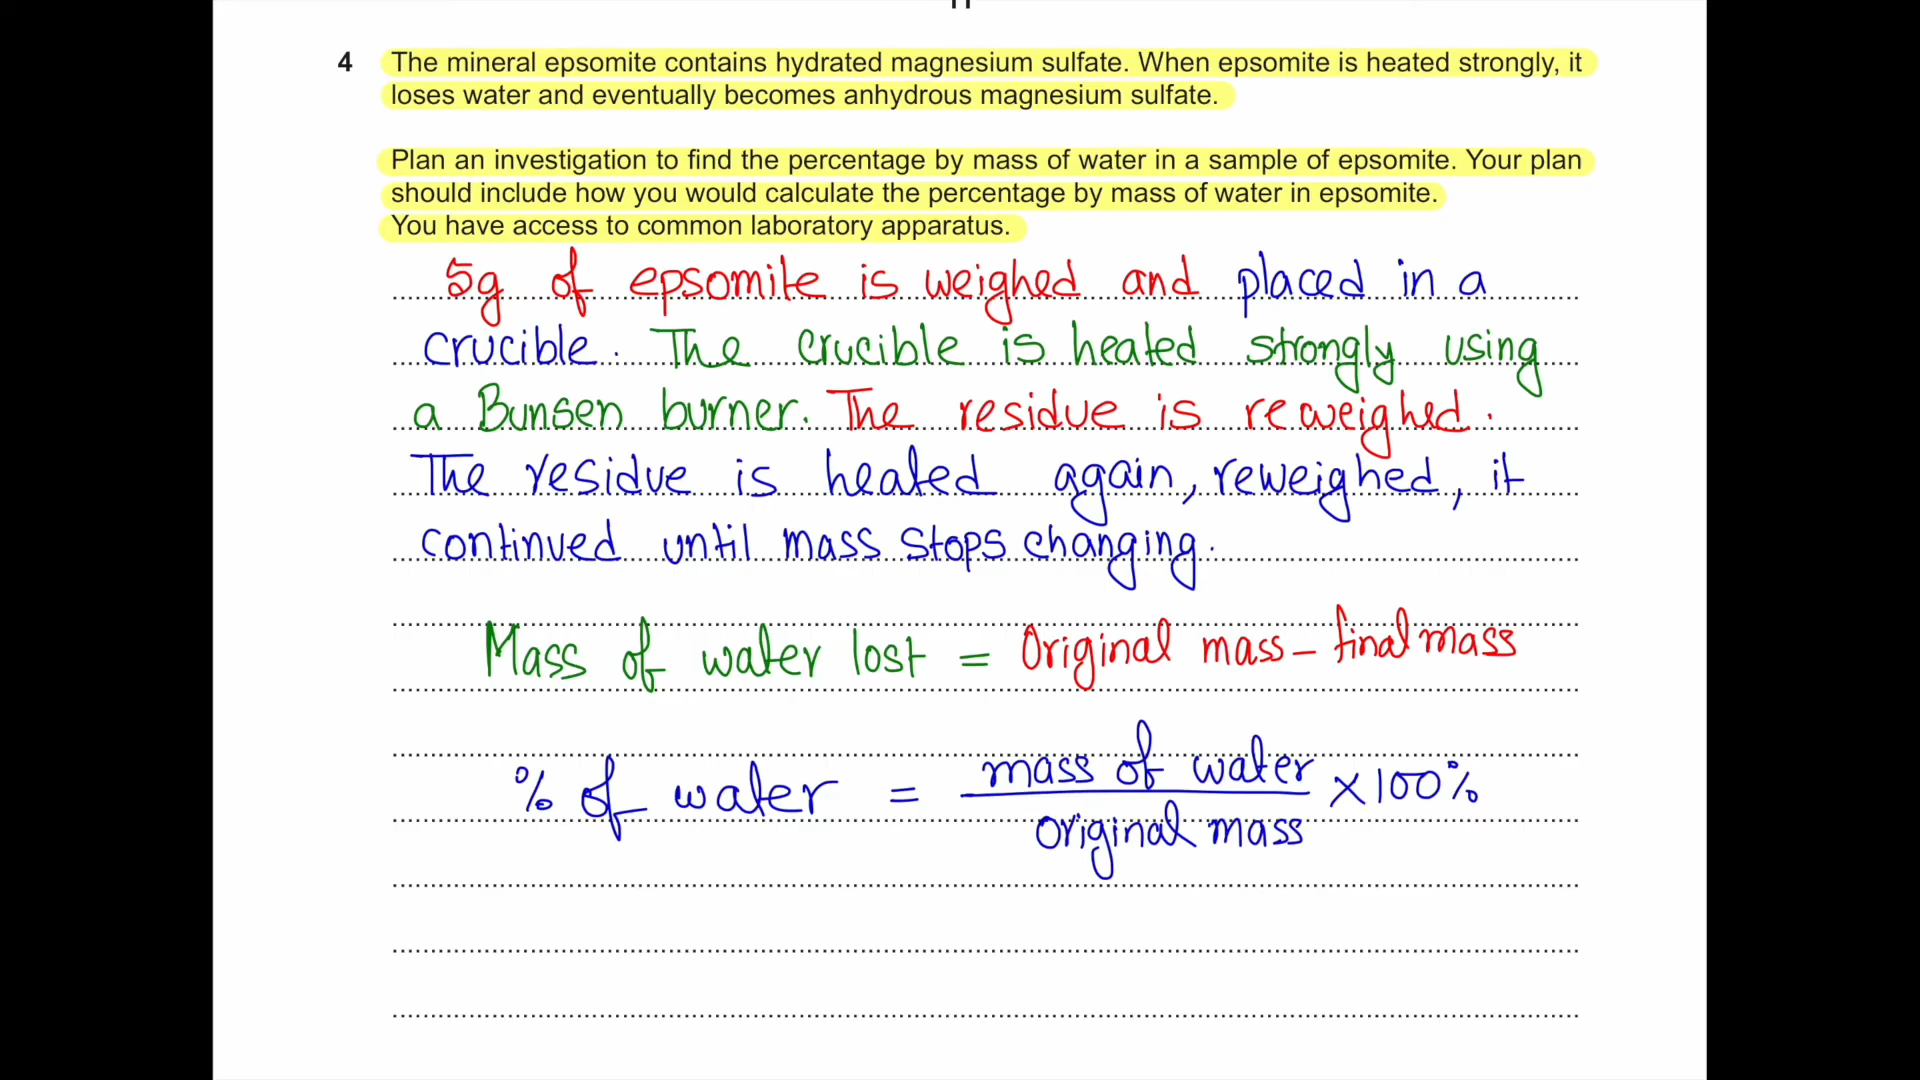 4 The mineral epsomite contains hydrated magnesium sulfate. When epsomite is heated strongly, it
loses water and eventually becomes anhydrous magnesium sulfate.
Plan an investigation to find the percentage by mass of water in a sample of epsomite. Your plan
should include how you would calculate the percentage by mass of water in epsomite.
You have access to common laboratory apparatus.
5g of epsomite is weighed and placed in a
crucible. The crucible is heated strongly using
a Bunsen burner. The residue is reweighed.
The residue is heated again, reweighed, it
continued until mass stops changing.
Mass of water lost = Original mass - final mass
% of water = mass of water / original mass × 100%